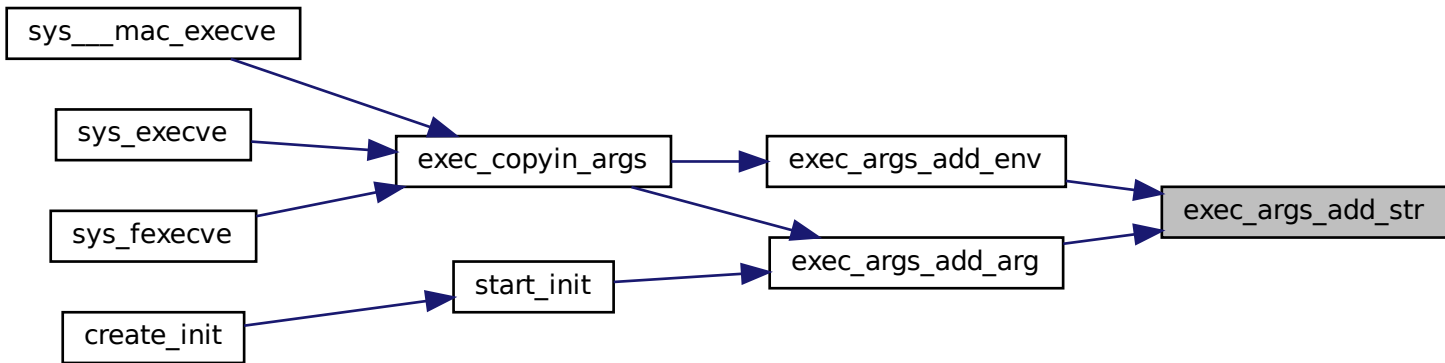 sys___mac_execve
sys_execve
exec_copyin_args
exec_args_add_env
exec_args_add_str
sys_fexecve
exec_args_add_arg
start_init
create_init